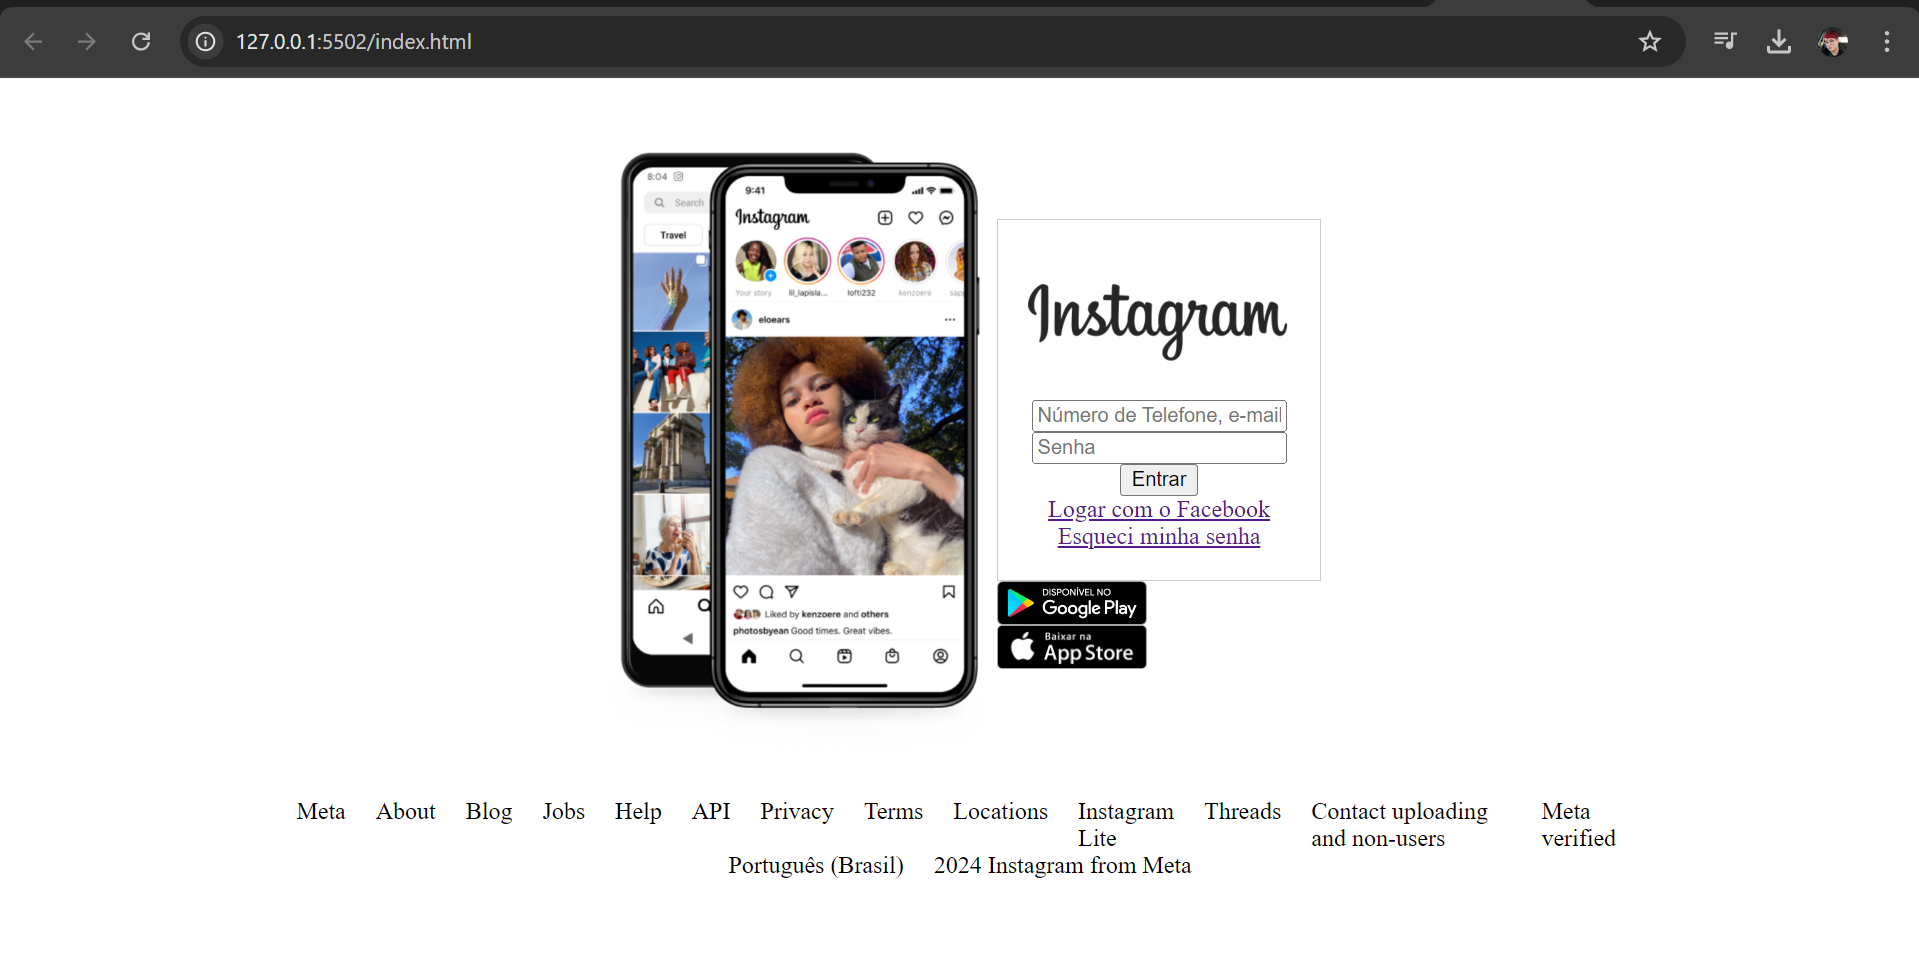 127.0.0.1:5502/index.html
8:04
Search
Travel
9:41
Instagram
Your story
lil_lapisla...
lofti232
kenzoere
sap
eloears
Liked by kenzoere and others
photosbyean Good times. Great vibes.
Instagram
Número de Telefone, e-mail
Senha
Entrar
Logar com o Facebook
Esqueci minha senha
DISPONÍVEL NO
Google Play
Baixar na
App Store
Meta About Blog Jobs Help API Privacy Terms Locations Instagram Threads Contact uploading Meta
Lite and non-users verified
Português (Brasil) 2024 Instagram from Meta